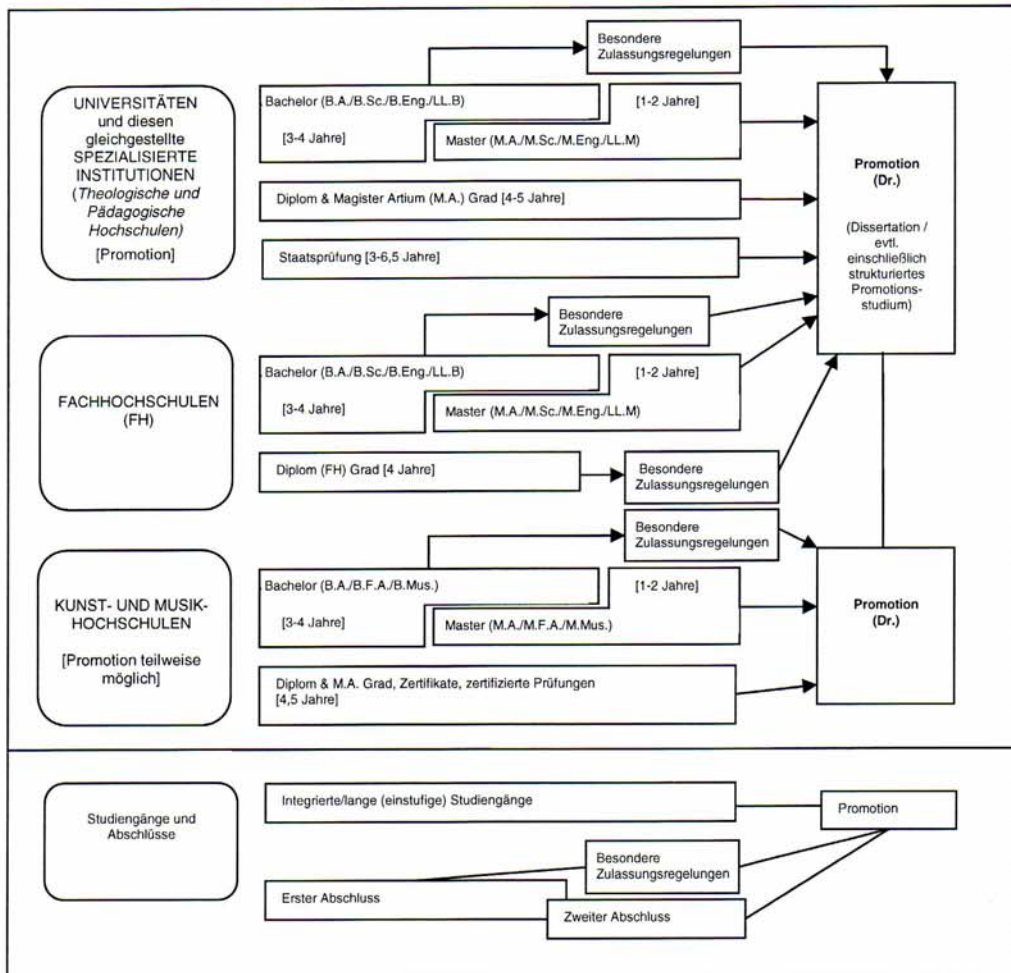 Besondere
Zulassungsregelungen
UNIVERSITÄTEN
und diesen
gleichgestellte
SPEZIALISIERTE
INSTITUTIONEN
(Theologische und
Pädagogische
Hochschulen)
[Promotion]
Bachelor (B.A./B.Sc./B.Eng./LL.B)
[3-4 Jahre]
[1-2 Jahre]
Master (M.A./M.Sc./M.Eng./LL.M)
Diplom & Magister Artium (M.A.) Grad [4-5 Jahre]
Staatsprüfung [3-6,5 Jahre]
Promotion
(Dr.)
(Dissertation /
evtl.
einschließlich
strukturiertes
Promotions-
studium)
Besondere
Zulassungsregelungen
FACHHOCHSCHULEN
(FH)
Bachelor (B.A./B.Sc./B.Eng./LL.B)
[3-4 Jahre]
[1-2 Jahre]
Master (M.A./M.Sc./M.Eng./LL.M)
Diplom (FH) Grad [4 Jahre]
Besondere
Zulassungsregelungen
Besondere
Zulassungsregelungen
KUNST- UND MUSIK-
HOCHSCHULEN
[Promotion teilweise
möglich]
Bachelor (B.A./B.F.A./B.Mus.)
[3-4 Jahre]
[1-2 Jahre]
Master (M.A./M.F.A./M.Mus.)
Diplom & M.A. Grad, Zertifikate, zertifizierte Prüfungen
[4,5 Jahre]
Promotion
(Dr.)
Studiengänge und
Abschlüsse
Integrierte/lange (einstufige) Studiengänge
Promotion
Besondere
Zulassungsregelungen
Erster Abschluss
Zweiter Abschluss